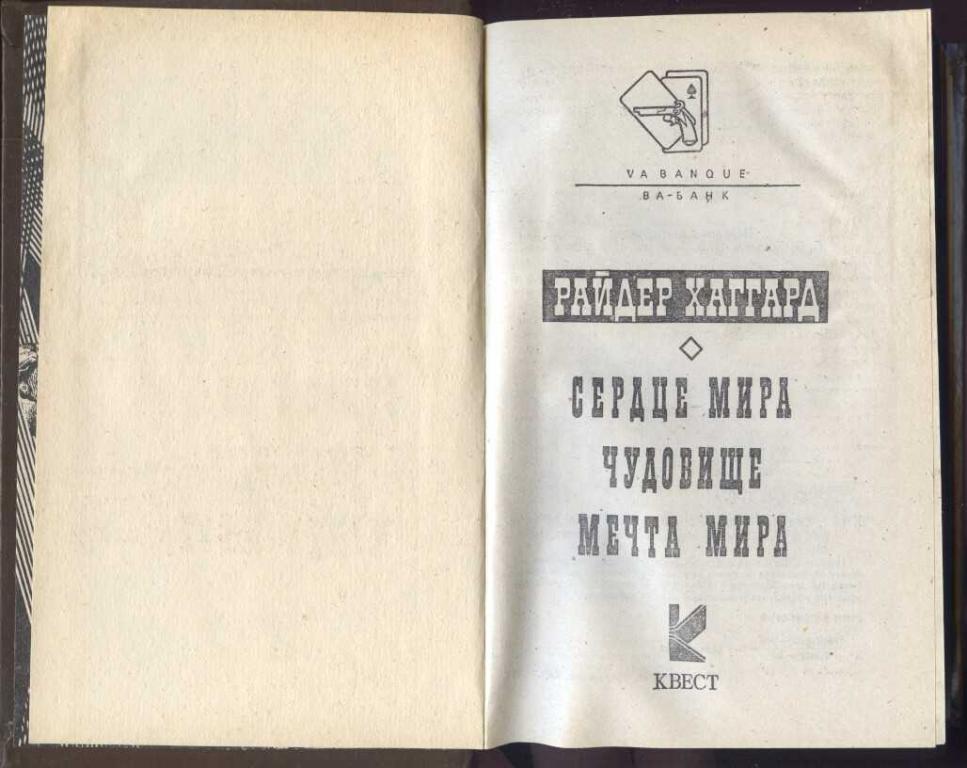 VA BANQUE
ВА-БАНК
РАЙДЕР ХАГГАРД
СЕРДЦЕ МИРА
ЧУДОВИЩЕ
МЕЧТА МИРА
КВЕСТ